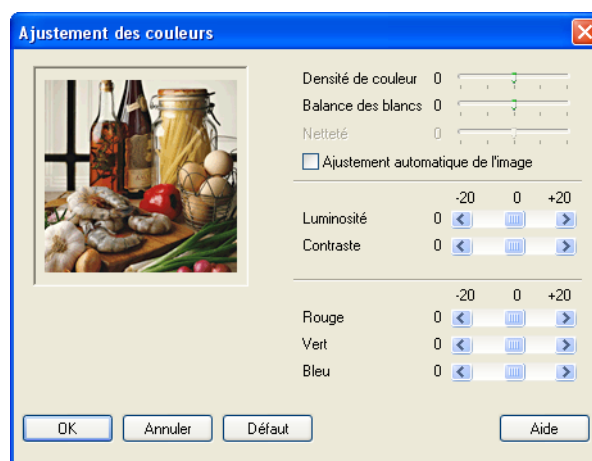 Ajustement des couleurs
Densité de couleur 0
Balance des blancs 0
Netteté 0
Ajustement automatique de l'image
-20 0 +20
Luminosité 0
Contraste 0
-20 0 +20
Rouge 0
Vert 0
Bleu 0
OK Annuler Défaut Aide